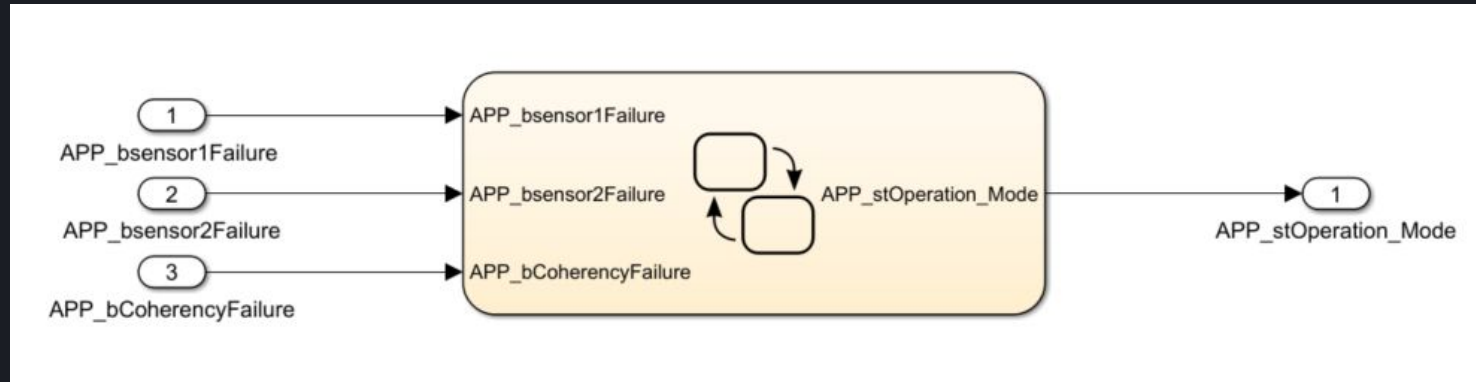 1
APP_bsensor1Failure
APP_bsensor1Failure
2
APP_bsensor2Failure
APP_bsensor2Failure
3
APP_bCoherencyFailure
APP_bCoherencyFailure
APP_stOperation_Mode
1
APP_stOperation_Mode